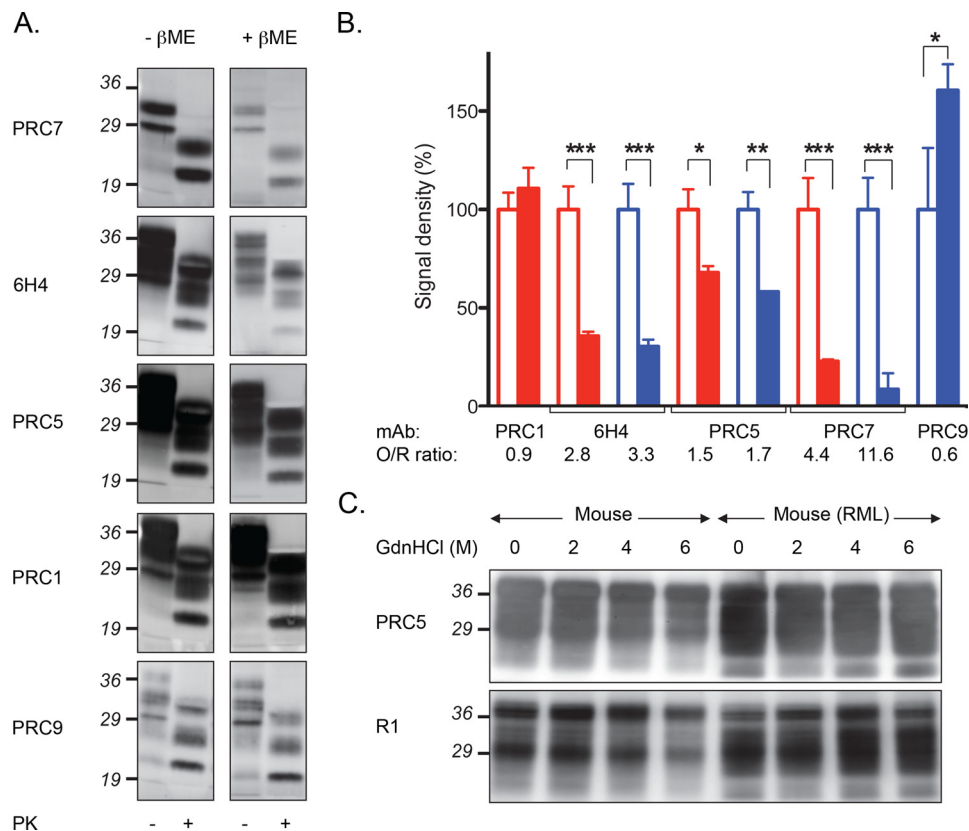 A.
- βME + βME
PRC7
36
29
19
6H4
36
29
19
PRC5
36
29
19
PRC1
36
29
19
PRC9
36
29
19
PK - + - +
B.
Signal density (%)
150
100
50
0
*** *** * ** *** *** *
mAb: PRC1 6H4 PRC5 PRC7 PRC9
O/R ratio: 0.9 2.8 3.3 1.5 1.7 4.4 11.6 0.6
C.
Mouse Mouse (RML)
GdnHCl (M) 0 2 4 6 0 2 4 6
PRC5
36
29
R1
36
29